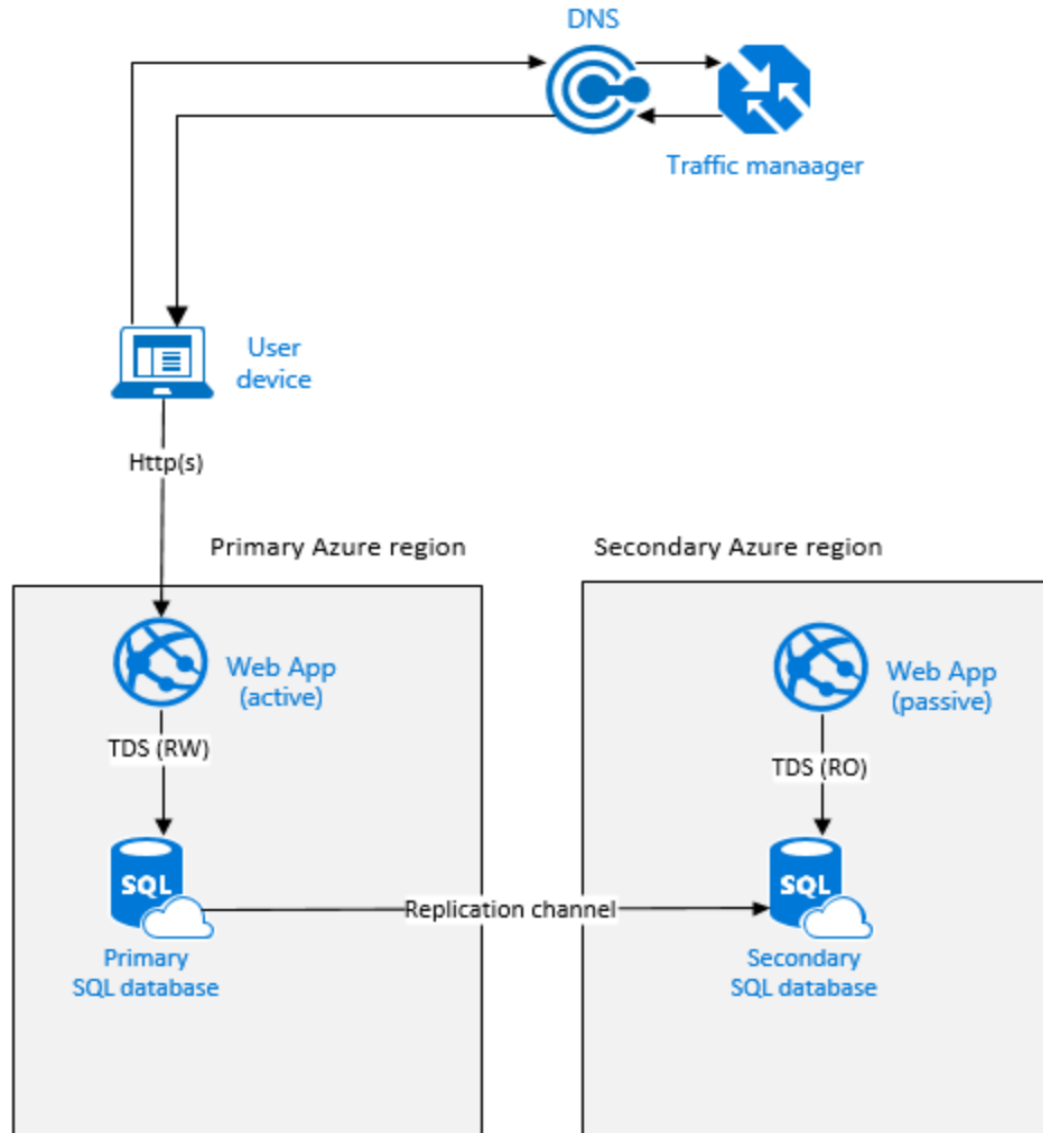 DNS
Traffic manaager
User
device
Http(s)
Primary Azure region
Secondary Azure region
Web App
(active)
Web App
(passive)
TDS (RW)
TDS (RO)
SQL
SQL
Replication channel
Primary
SQL database
Secondary
SQL database